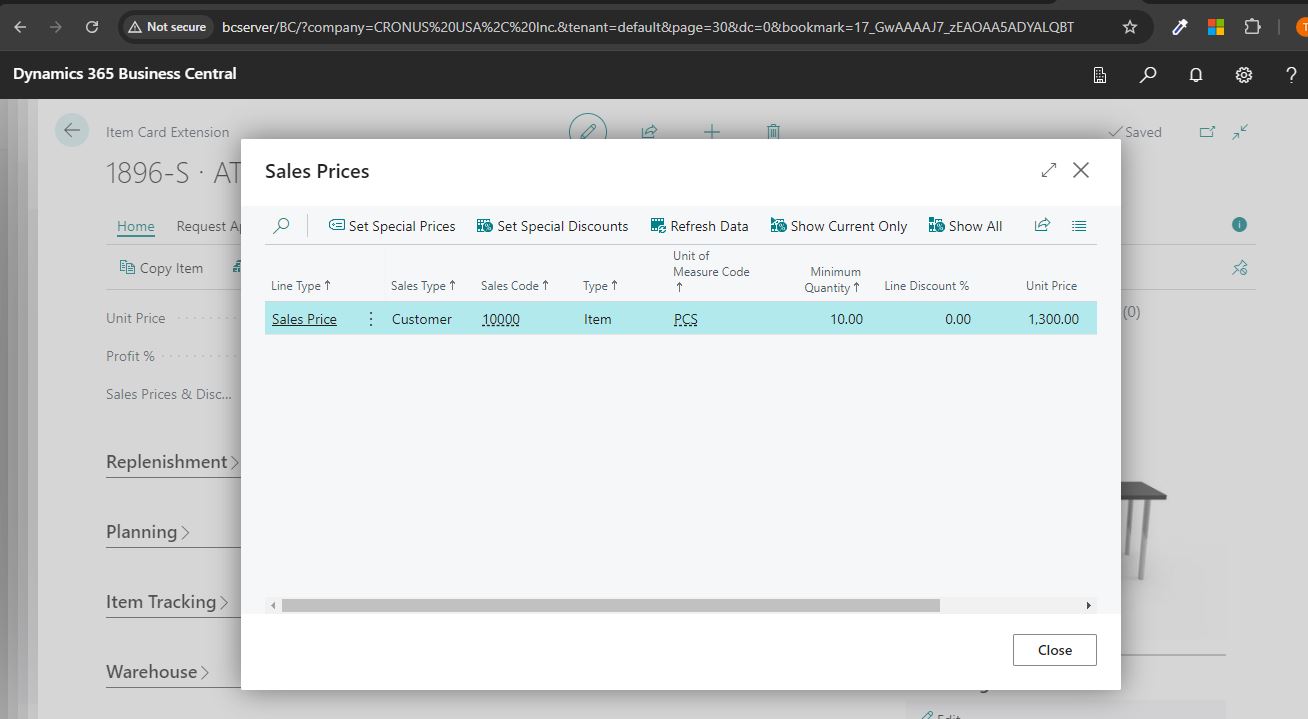 Not secure bcserver/BC/?company=CRONUS%20USA%2C%20Inc.&tenant=default&page=30&dc=0&bookmark=17_GwAAAAJ7_zEAOAA5ADYALQBT
Dynamics 365 Business Central
Item Card Extension
Saved
1896-S · AT
Sales Prices
Home Request Ap
Set Special Prices Set Special Discounts Refresh Data Show Current Only Show All
Copy Item
Line Type ↑ Sales Type ↑ Sales Code ↑ Type ↑ Unit of Measure Code ↑ Minimum Quantity ↑ Line Discount % Unit Price
Sales Price Customer 10000 Item PCS 10.00 0.00 1,300.00
(0)
Unit Price
Profit %
Sales Prices & Disc...
Replenishment
Planning
Item Tracking
Warehouse
Close
Edit